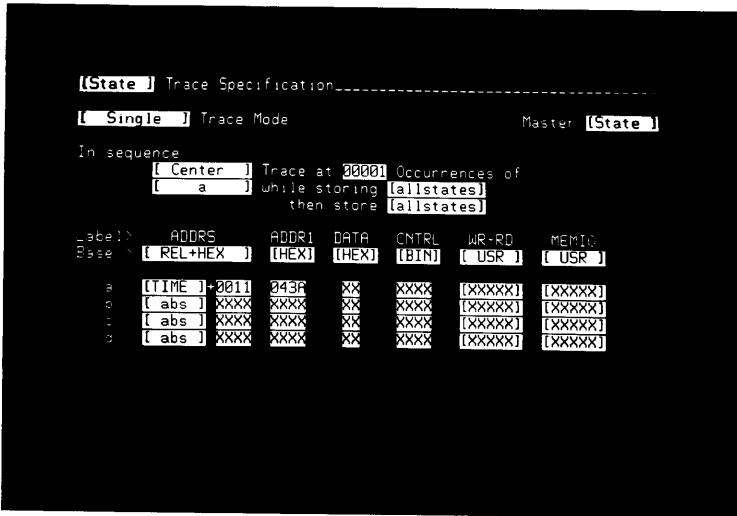 [State ] Trace Specification
[ Single ] Trace Mode Master [State ]
In sequence
[ Center ] Trace at 00001 Occurrences of
[ a ] while storing [allstates]
then store [allstates]
Label> ADDRS ADDR1 DATA CNTRL WR-RD MEMIO
Base > [ REL+HEX ] [HEX] [HEX] [BIN] [ USR ] [ USR ]
a [TIME ]+0011 043A XX XXXX [XXXXX] [XXXXX]
b [ abs ] XXXX XXXX XX XXXX [XXXXX] [XXXXX]
c [ abs ] XXXX XXXX XX XXXX [XXXXX] [XXXXX]
d [ abs ] XXXX XXXX XX XXXX [XXXXX] [XXXXX]